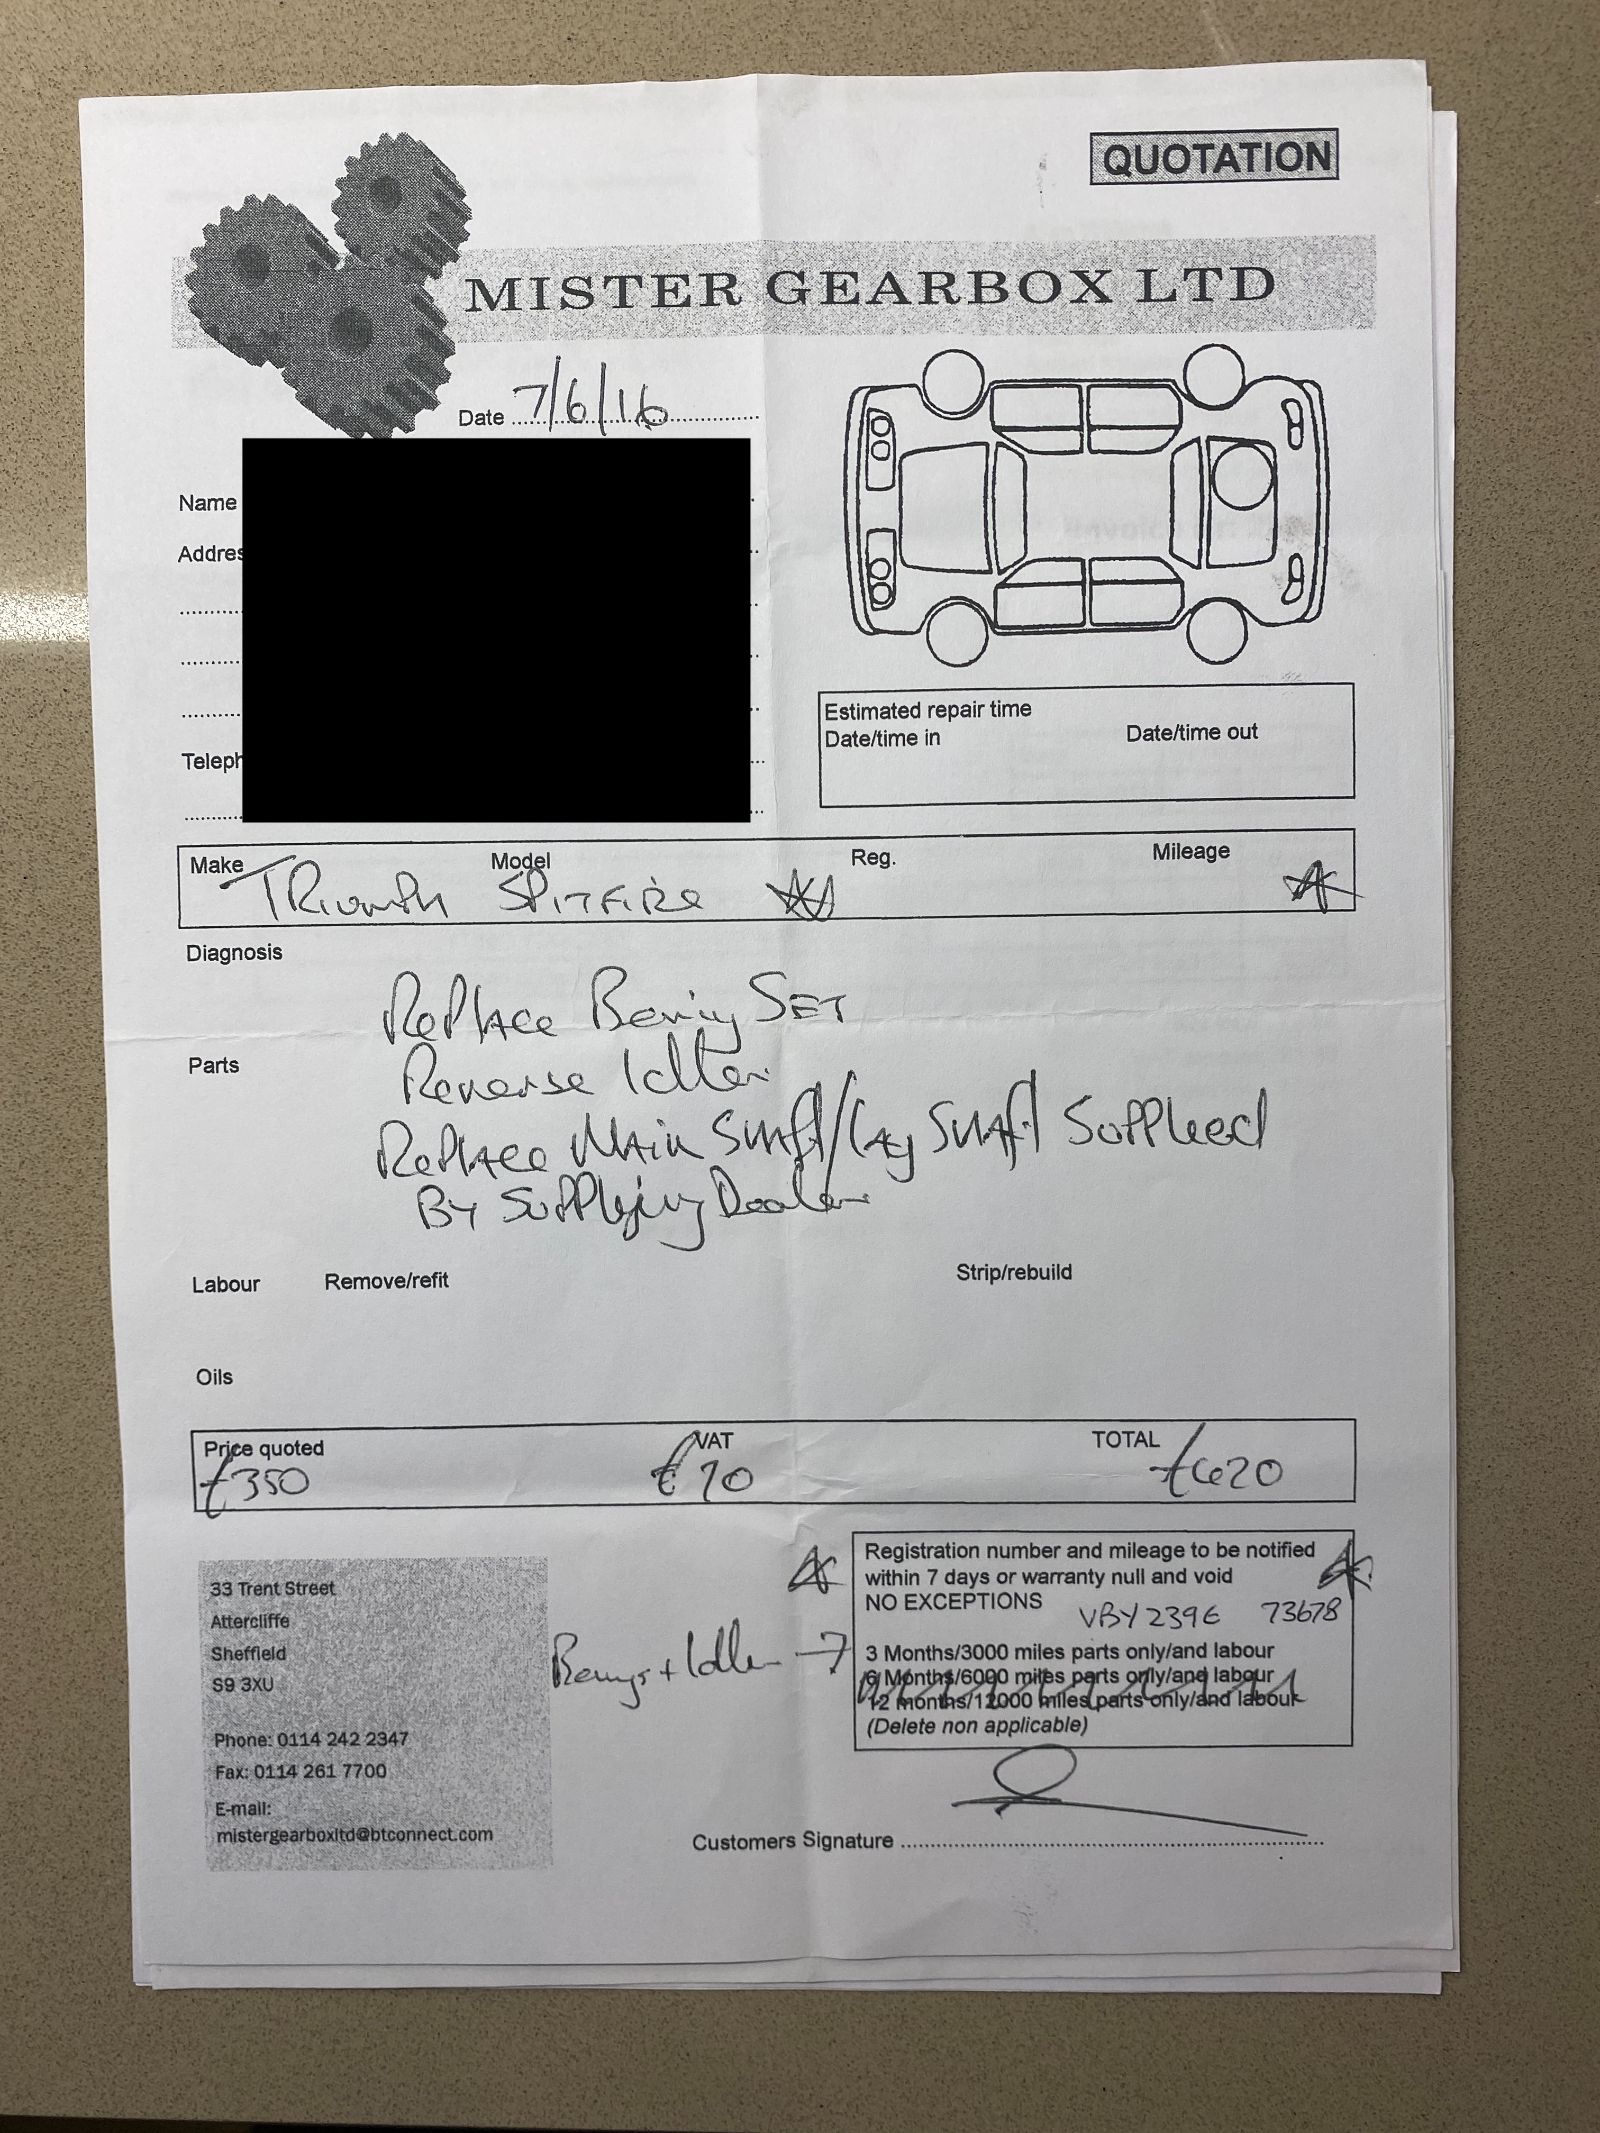 QUOTATION
MISTER GEARBOX LTD
Date 7/6/16
Name
Addres
Teleph
Estimated repair time
Date/time in Date/time out
Make Model Reg. Mileage
TRIUMPH SPITFIRE
Diagnosis
Replace Bearing SET
Parts
Reverse Idler
Replace Main Shaft/Lay Shaft Supplied
By Supplying Dealer
Labour Remove/refit Strip/rebuild
Oils
Price quoted VAT TOTAL
£350 £70 £420
33 Trent Street
Attercliffe
Sheffield
S9 3XU
Phone: 0114 242 2347
Fax: 0114 261 7700
E-mail:
mistergearboxltd@btconnect.com
Registration number and mileage to be notified
within 7 days or warranty null and void
NO EXCEPTIONS VBY 239E 73678
Bearings + Idler →
3 Months/3000 miles parts only/and labour
6 Months/6000 miles parts only/and labour
12 months/12000 miles parts only/and labour
(Delete non applicable)
Customers Signature